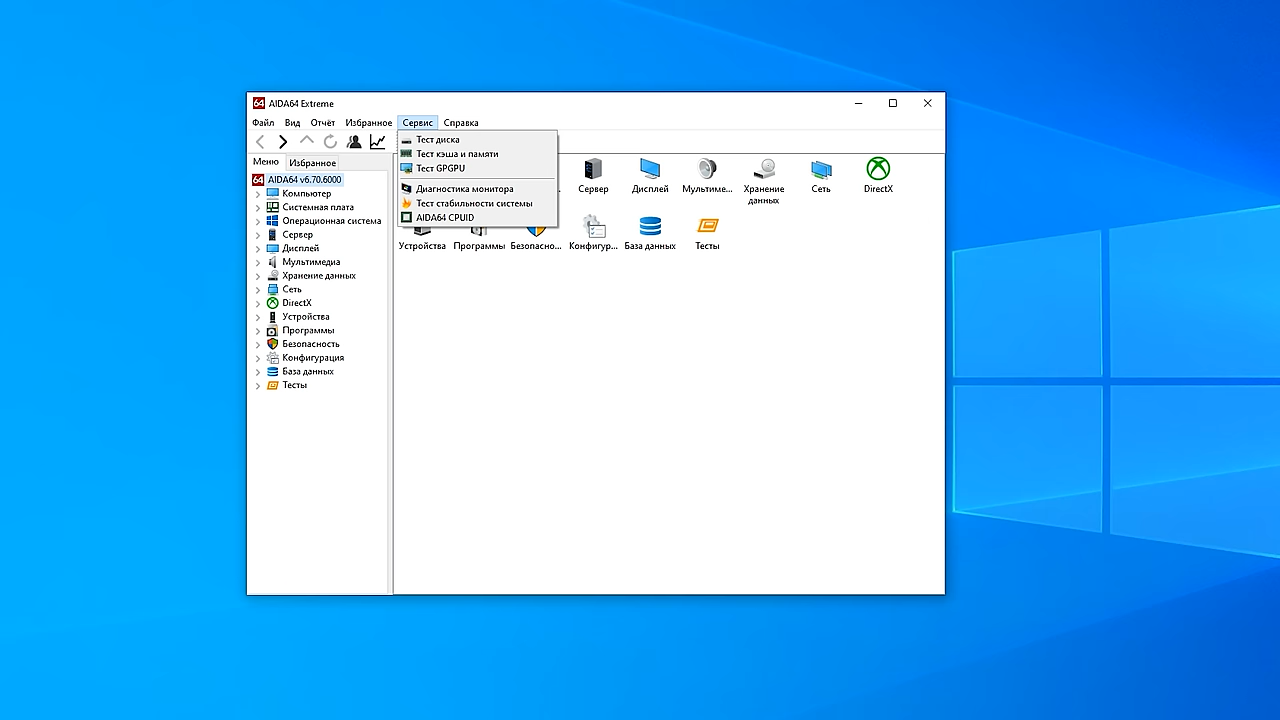 64 AIDA64 Extreme
Файл Вид Отчёт Избранное Сервис Справка
Тест диска
Тест кэша и памяти
Тест GPGPU
Диагностика монитора
Тест стабильности системы
AIDA64 CPUID
Меню Избранное
64 AIDA64 v6.70.6000
Компьютер
Системная плата
Операционная система
Сервер
Дисплей
Мультимедиа
Хранение данных
Сеть
DirectX
Устройства
Программы
Безопасность
Конфигурация
База данных
Тесты
Сервер Дисплей Мультиме... Хранение данных Сеть DirectX
Устройства Программы Безопасно... Конфигур... База данных Тесты